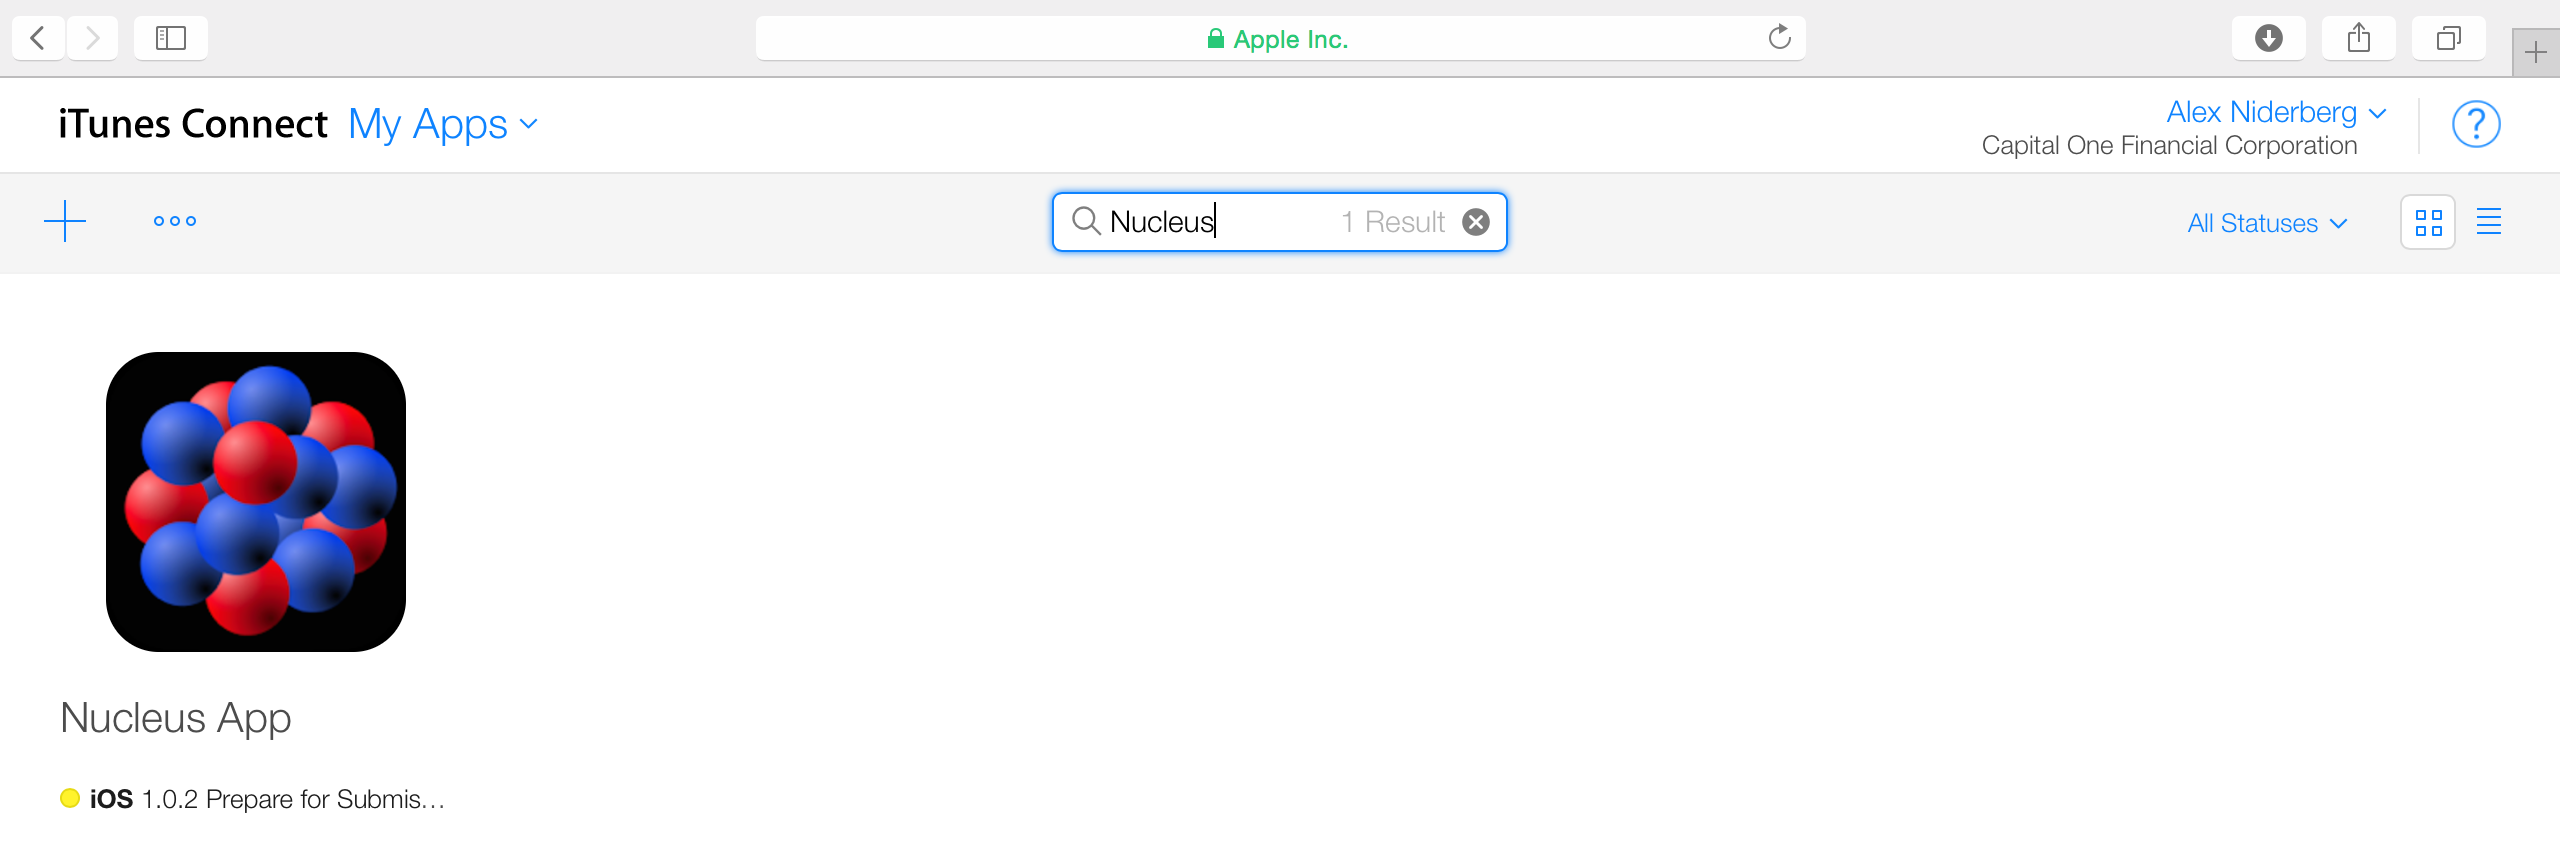 Apple Inc.
iTunes Connect My Apps
Alex Niderberg
Capital One Financial Corporation
?
Nucleus 1 Result
All Statuses
Nucleus App
iOS 1.0.2 Prepare for Submis...